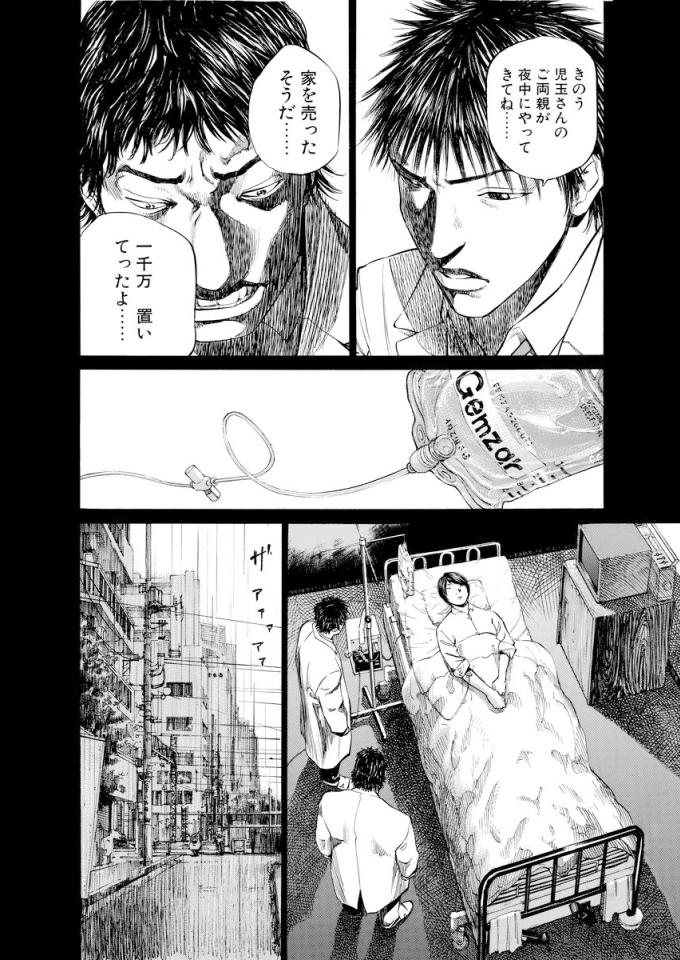 きのう
児玉さんの
ご両親が
夜中にやって
きてね……
家を売った
そうだ……
一千万 置い
てったよ……
Gemzar
ザ
アァァ
ァァ